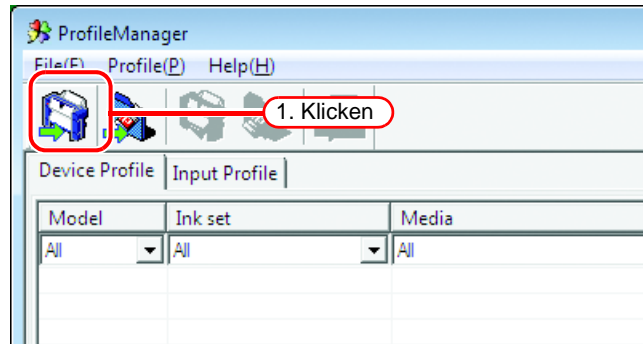 ProfileManager
File(F) Profile(P) Help(H)
1. Klicken
Device Profile Input Profile
Model Ink set Media
All All All